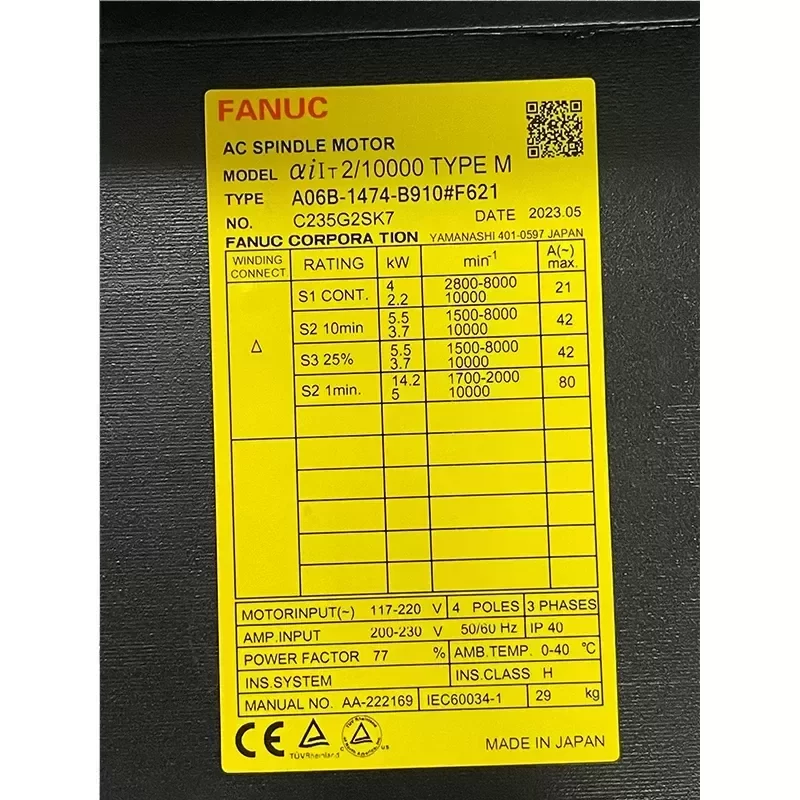 FANUC
AC SPINDLE MOTOR
MODEL αiIT2/10000 TYPE M
TYPE A06B-1474-B910#F621
NO. C235G2SK7 DATE 2023.05
FANUC CORPORATION YAMANASHI 401-0597 JAPAN
WINDING CONNECT RATING kW min-1 A(~) max.
Δ
S1 CONT. 4 2800-8000 21
2.2 10000
S2 10min 5.5 1500-8000 42
3.7 10000
S3 25% 5.5 1500-8000 42
3.7 10000
S2 1min. 14.2 1700-2000 80
5 10000
MOTORINPUT(~) 117-220 V 4 POLES 3 PHASES
AMP.INPUT 200-230 V 50/60 Hz IP 40
POWER FACTOR 77 % AMB.TEMP. 0-40 ℃
INS.SYSTEM INS.CLASS H
MANUAL NO. AA-222169 IEC60034-1 29 kg
CE TÜVRheinland C US MADE IN JAPAN